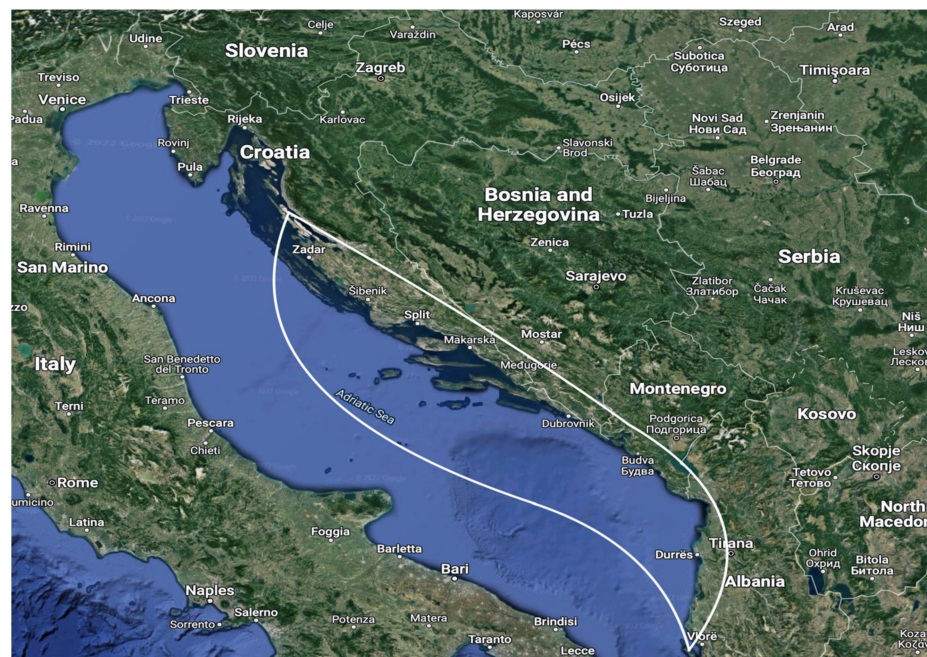 Kaposvár
Szeged
Celje
Varaždin
Arad
Udine
Slovenia
Pécs
Subotica
Суботица
Zagreb
Timișoara
Treviso
Venice
Trieste
Osijek
Padua
Rijeka
Karlovac
Novi Sad
Нови Сад
Zrenjanin
Зрењанин
Rovinj
Croatia
Slavonski
Brod
Pula
Belgrade
Београд
Šabac
Шабац
Bosnia and
Herzegovina
Bijeljina
Ravenna
Tuzla
Rimini
Zadar
Zenica
Serbia
San Marino
Sarajevo
Zlatibor
Златибор
Čačak
Чачак
Kruševac
Крушевац
Šibenik
Ancona
Split
Niš
Ниш
Makarska
Mostar
San Benedetto
del Tronto
Međugorje
Italy
Montenegro
Teramo
Terni
Adriatic Sea
Kosovo
Pescara
Dubrovnik
Podgorica
Подгорица
Chieti
Skopje
Скопје
Budva
Будва
Tetovo
Тетово
Rome
umicino
Latina
North
Macedon
Foggia
Tirana
Barletta
Durrës
Ohrid
Охрид
Bitola
Битола
Bari
Albania
Naples
Salerno
Sorrento
Potenza
Matera
Brindisi
Taranto
Lecce
Vlorë